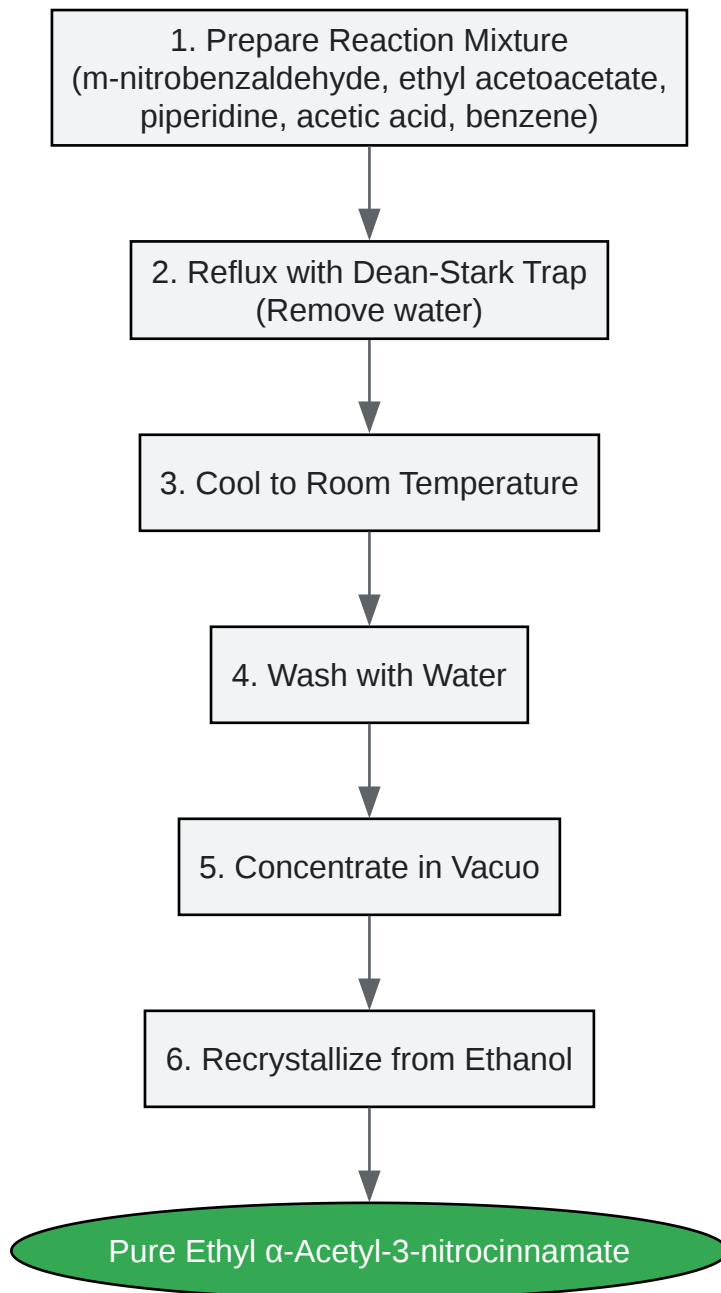 1. Prepare Reaction Mixture
(m-nitrobenzaldehyde, ethyl acetoacetate,
piperidine, acetic acid, benzene)
2. Reflux with Dean-Stark Trap
(Remove water)
3. Cool to Room Temperature
4. Wash with Water
5. Concentrate in Vacuo
6. Recrystallize from Ethanol
Pure Ethyl α-Acetyl-3-nitrocinnamate